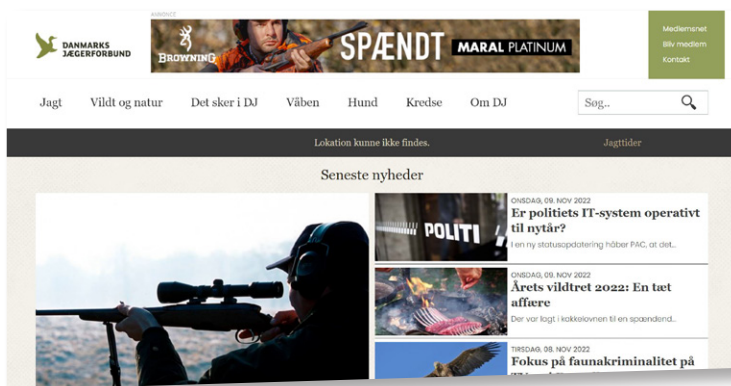 ANNONCE
DANMARKS
JÆGERFORBUND
BROWNING
SPÆNDT
MARAL PLATINUM
Medlemsnet
Bliv medlem
Kontakt
Jagt
Vildt og natur
Det sker i DJ
Våben
Hund
Kredse
Om DJ
Søg..
Lokation kunne ikke findes.
Jagttider
Seneste nyheder
ONSDAG, 09. NOV 2022
Er politiets IT-system operativt
til nytår?
I en ny statusopdatering håber PAC, at det...
POLITI
ONSDAG, 09. NOV 2022
Årets vildtret 2022: En tæt
affære
Der var lagt i kakkelovnen til en spændend...
TIRSDAG, 08. NOV 2022
Fokus på faunakriminalitet på